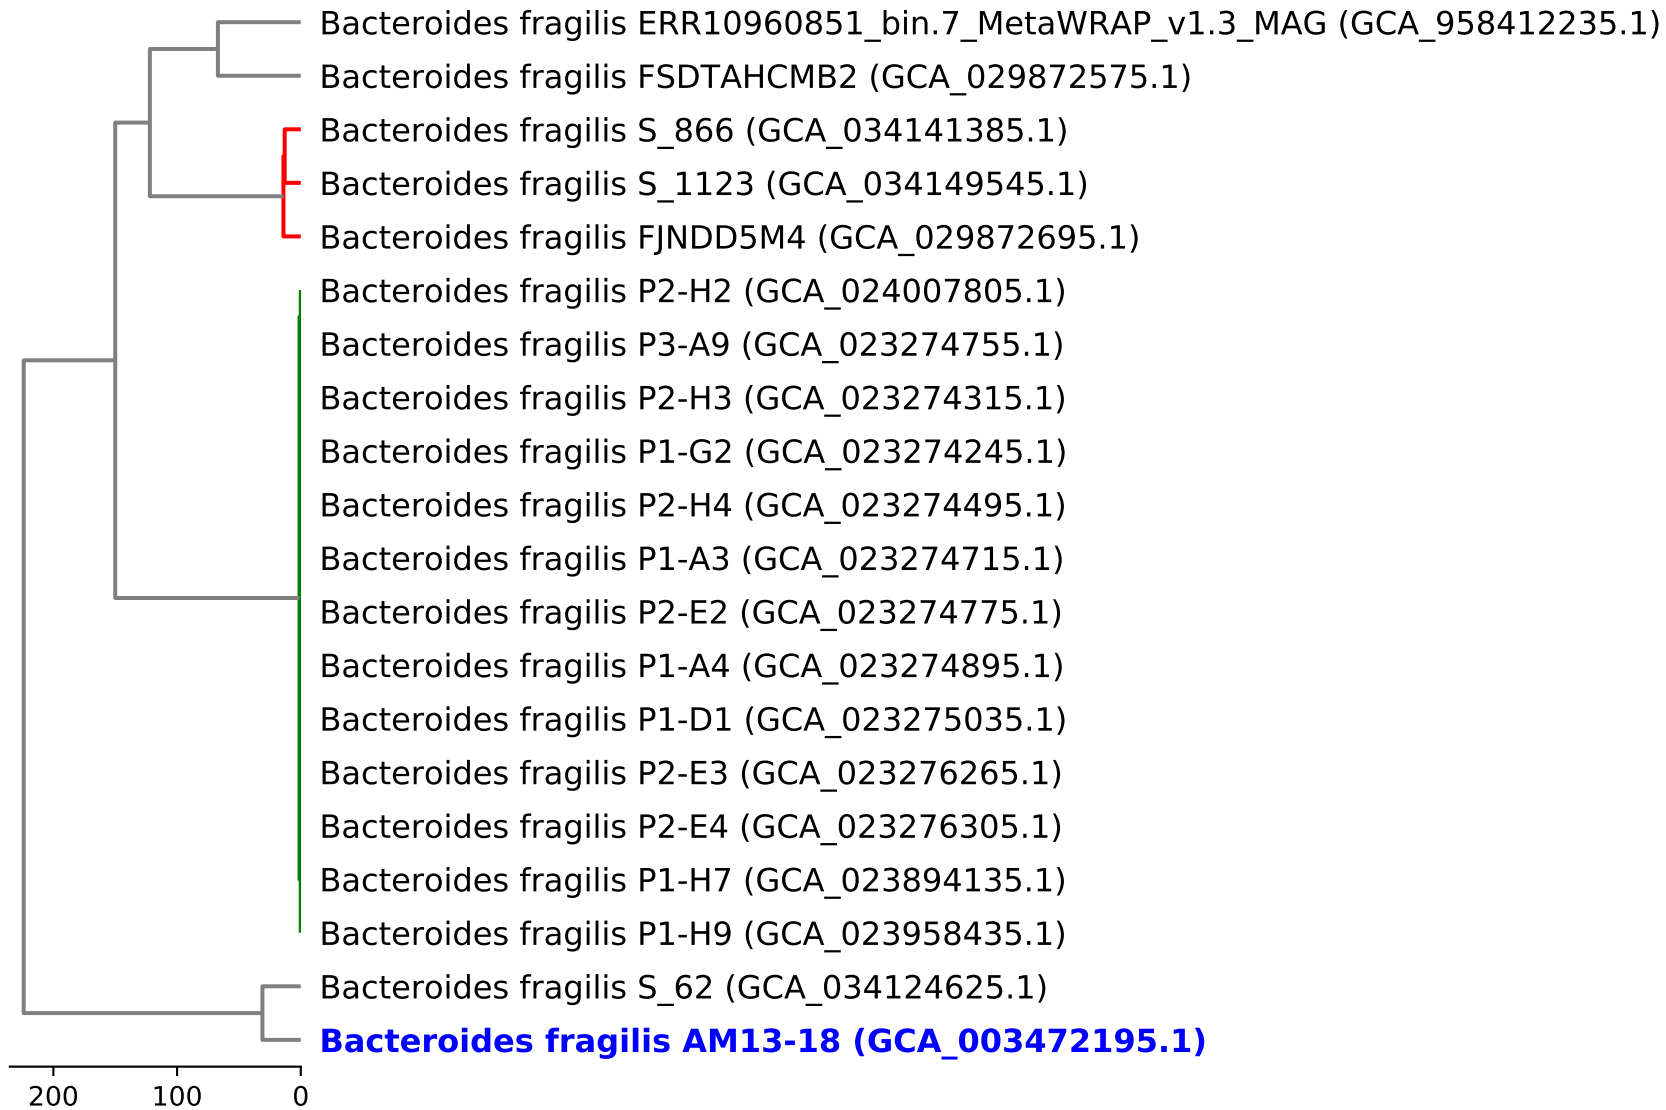 Bacteroides fragilis ERR10960851_bin.7_MetaWRAP_v1.3_MAG (GCA_958412235.1)
Bacteroides fragilis FSDTAHCMB2 (GCA_029872575.1)
Bacteroides fragilis S_866 (GCA_034141385.1)
Bacteroides fragilis S_1123 (GCA_034149545.1)
Bacteroides fragilis FJNDD5M4 (GCA_029872695.1)
Bacteroides fragilis P2-H2 (GCA_024007805.1)
Bacteroides fragilis P3-A9 (GCA_023274755.1)
Bacteroides fragilis P2-H3 (GCA_023274315.1)
Bacteroides fragilis P1-G2 (GCA_023274245.1)
Bacteroides fragilis P2-H4 (GCA_023274495.1)
Bacteroides fragilis P1-A3 (GCA_023274715.1)
Bacteroides fragilis P2-E2 (GCA_023274775.1)
Bacteroides fragilis P1-A4 (GCA_023274895.1)
Bacteroides fragilis P1-D1 (GCA_023275035.1)
Bacteroides fragilis P2-E3 (GCA_023276265.1)
Bacteroides fragilis P2-E4 (GCA_023276305.1)
Bacteroides fragilis P1-H7 (GCA_023894135.1)
Bacteroides fragilis P1-H9 (GCA_023958435.1)
Bacteroides fragilis S_62 (GCA_034124625.1)
Bacteroides fragilis AM13-18 (GCA_003472195.1)
200 100 0